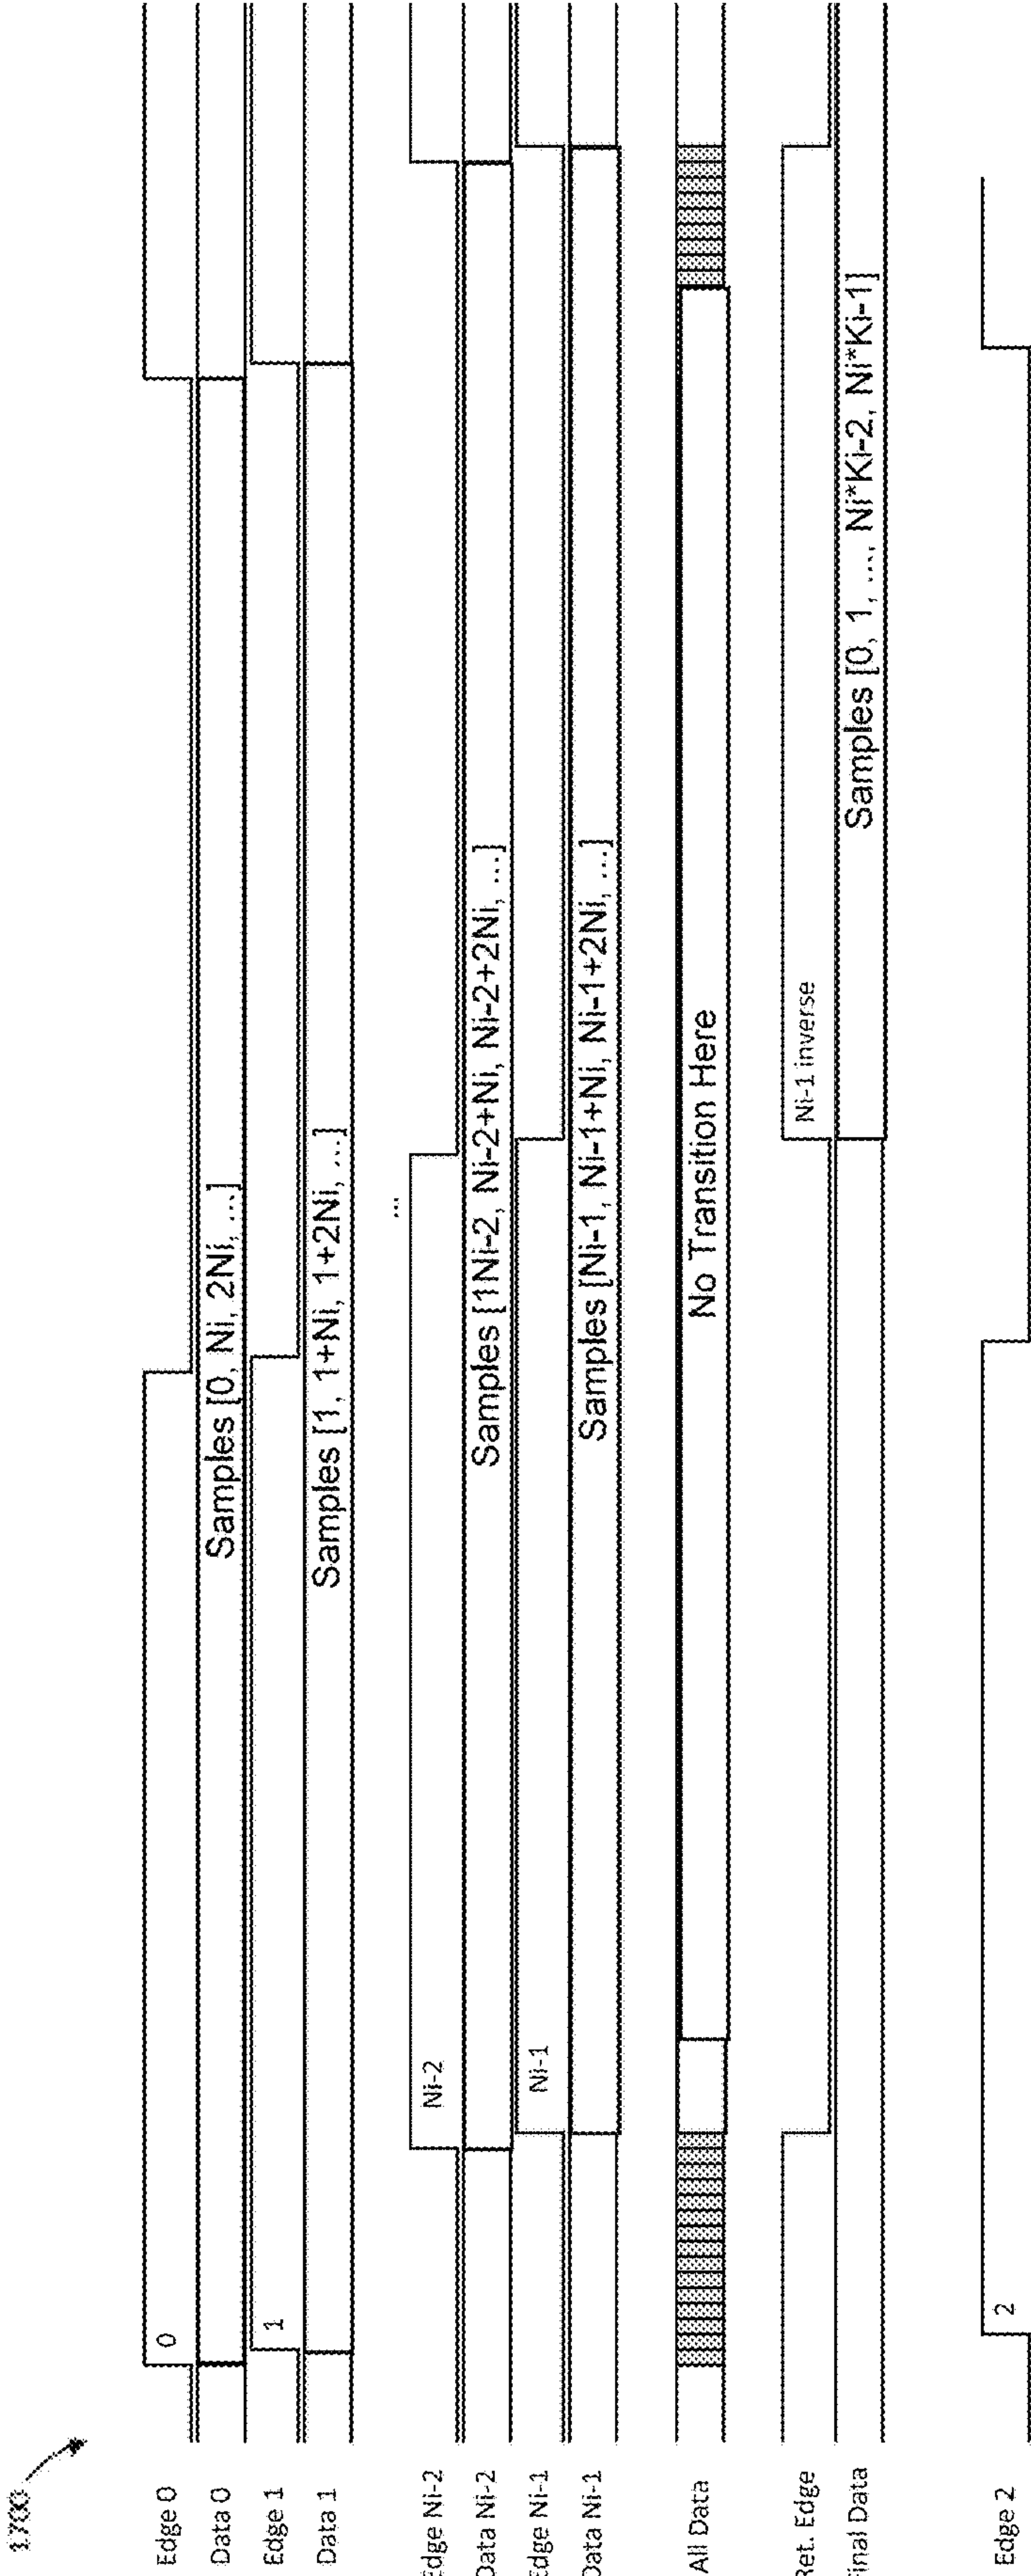 1700
Edge 0
0
Data 0
Samples [0, Ni, 2Ni, ...]
Edge 1
1
Data 1
Samples [1, 1+Ni, 1+2Ni, ...]
...
Edge Ni-2
Ni-2
Data Ni-2
Samples [1Ni-2, Ni-2+Ni, Ni-2+2Ni, ...]
Edge Ni-1
Ni-1
Data Ni-1
Samples [Ni-1, Ni-1+Ni, Ni-1+2Ni, ...]
All Data
No Transition Here
Ret. Edge
Ni-1 inverse
Final Data
Samples [0, 1, ..., Ni*Ki-2, Ni*Ki-1]
Edge 2
2